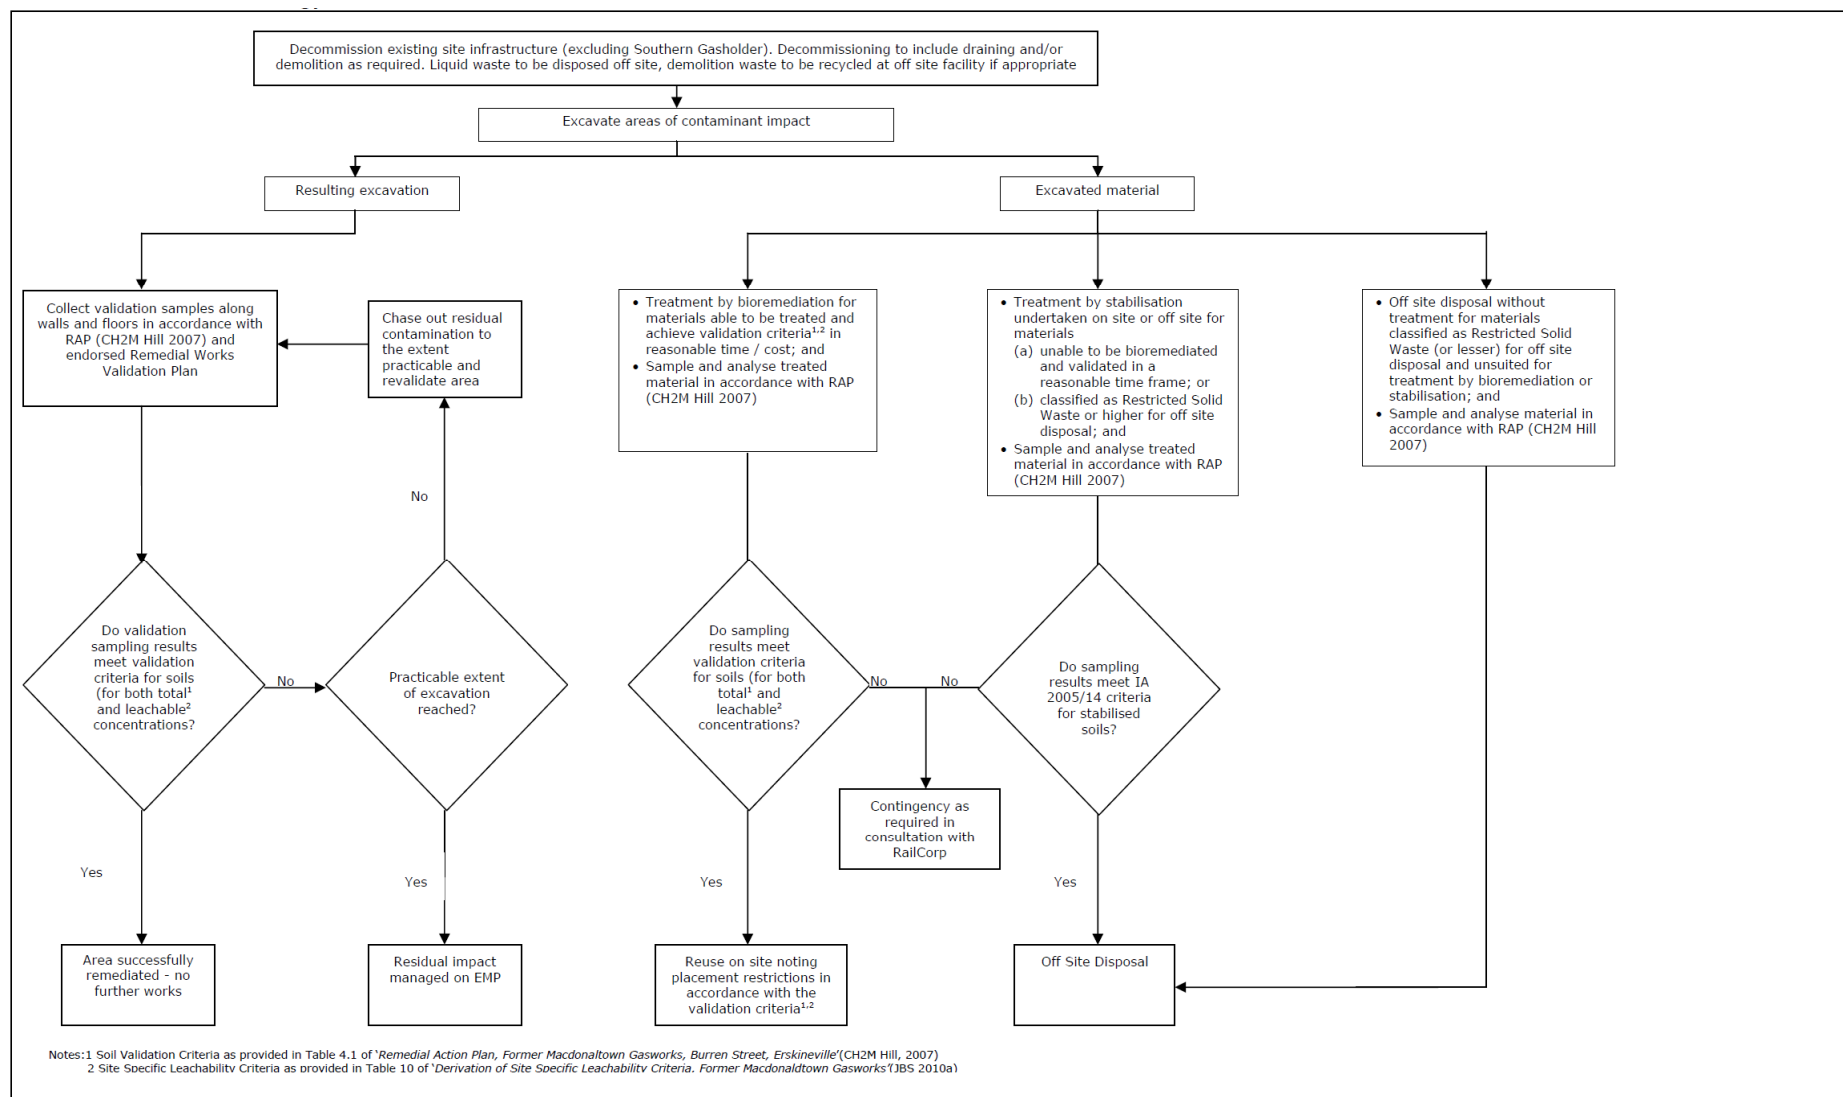 Decommission existing site infrastructure (excluding Southern Gasholder). Decommissioning to include draining and/or
demolition as required. Liquid waste to be disposed off site, demolition waste to be recycled at off site facility if appropriate
Excavate areas of contaminant impact
Resulting excavation
Excavated material
Collect validation samples along
walls and floors in accordance with
RAP (CH2M Hill 2007) and
endorsed Remedial Works
Validation Plan
Chase out residual
contamination to
the extent
practicable and
revalidate area
• Treatment by bioremediation for
materials able to be treated and
achieve validation criteria¹,² in
reasonable time / cost; and
• Sample and analyse treated
material in accordance with RAP
(CH2M Hill 2007)
• Treatment by stabilisation
undertaken on site or off site for
materials
(a) unable to be bioremediated
and validated in a
reasonable time frame; or
(b) classified as Restricted Solid
Waste or higher for off site
disposal; and
• Sample and analyse treated
material in accordance with RAP
(CH2M Hill 2007)
• Off site disposal without
treatment for materials
classified as Restricted Solid
Waste (or lesser) for off site
disposal and unsuited for
treatment by bioremediation or
stabilisation; and
• Sample and analyse material in
accordance with RAP (CH2M Hill
2007)
No
Do validation
sampling results
meet validation
criteria for soils
(for both total¹
and leachable²
concentrations?
No
Practicable extent
of excavation
reached?
Do sampling
results meet
validation criteria
for soils (for both
total¹ and
leachable²
concentrations?
No
No
Do sampling
results meet IA
2005/14 criteria
for stabilised
soils?
Contingency as
required in
consultation with
RailCorp
Yes
Yes
Yes
Yes
Area successfully
remediated - no
further works
Residual impact
managed on EMP
Reuse on site noting
placement restrictions in
accordance with the
validation criteria¹,²
Off Site Disposal
Notes:1 Soil Validation Criteria as provided in Table 4.1 of ‘Remedial Action Plan, Former Macdonaltown Gasworks, Burren Street, Erskineville’(CH2M Hill, 2007)
2 Site Specific Leachability Criteria as provided in Table 10 of ‘Derivation of Site Specific Leachability Criteria. Former Macdonaldtown Gasworks’(JBS 2010a)